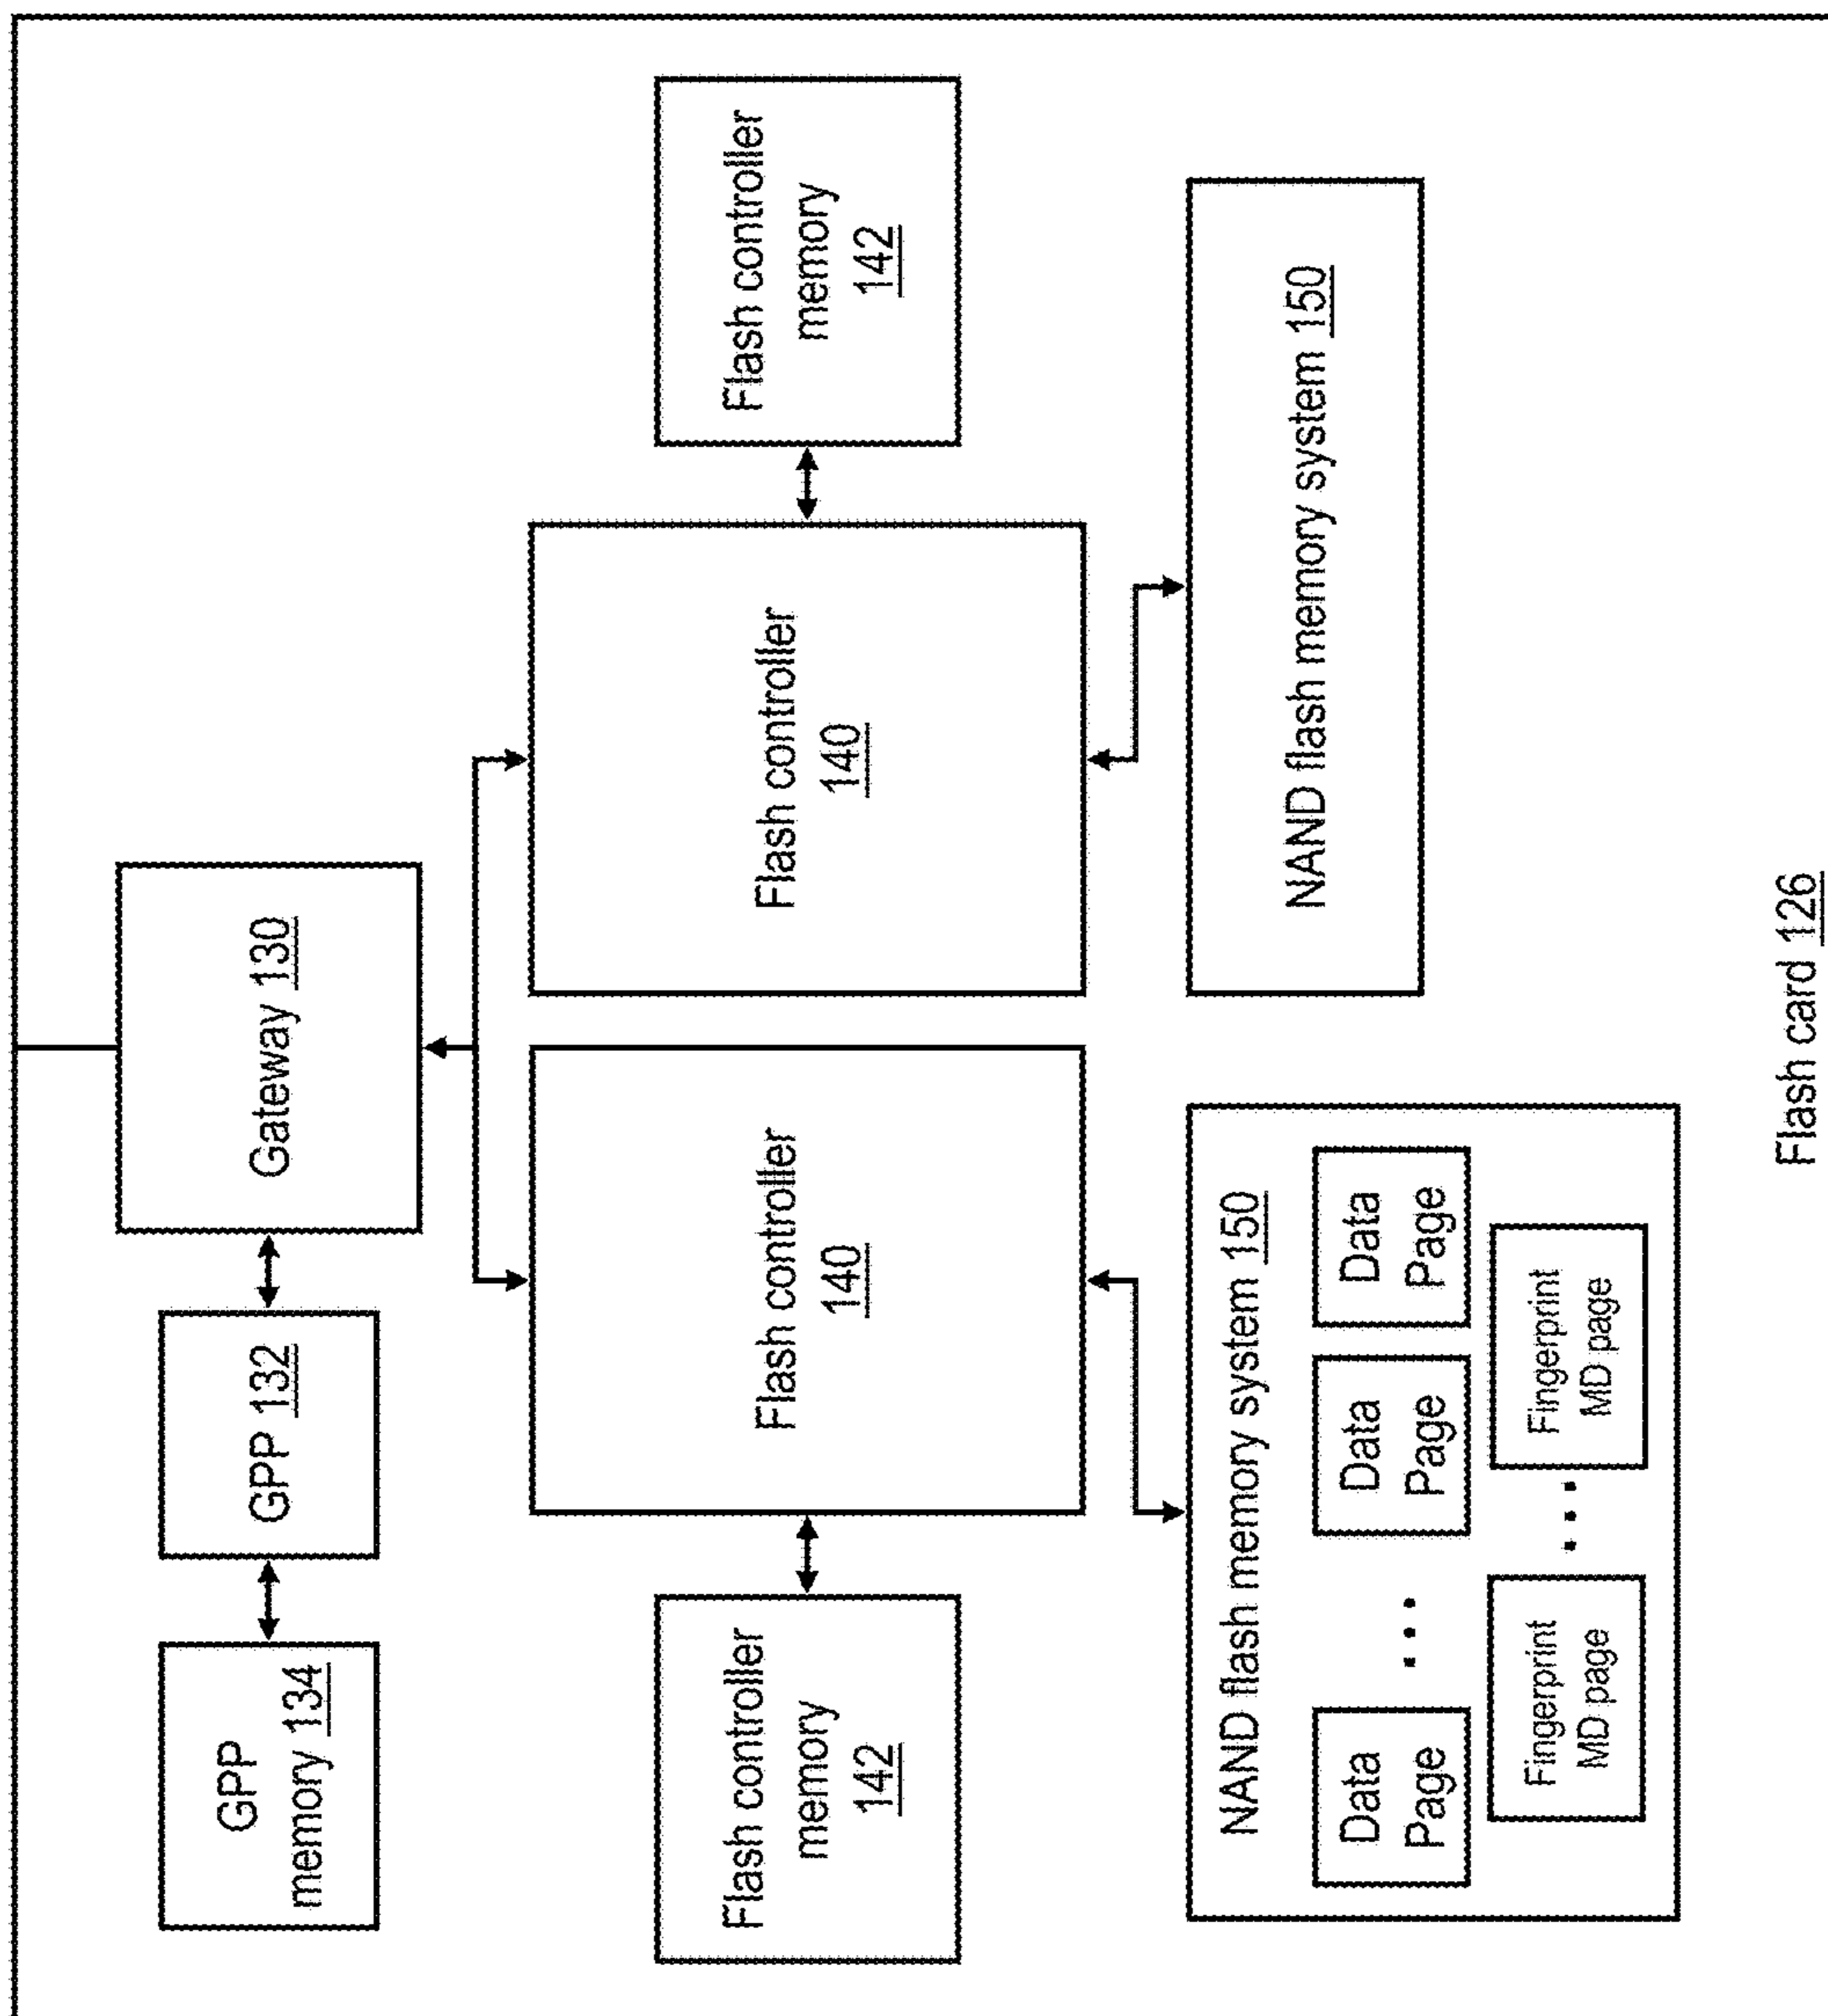 GPP
memory 134
GPP 132
Gateway 130
Flash controller
memory
142
Flash controller
140
Flash controller
140
Flash controller
memory
142
NAND flash memory system 150
Data
Page
...
Data
Page
Data
Page
Fingerprint
MD page
...
Fingerprint
MD page
NAND flash memory system 150
Flash card 126